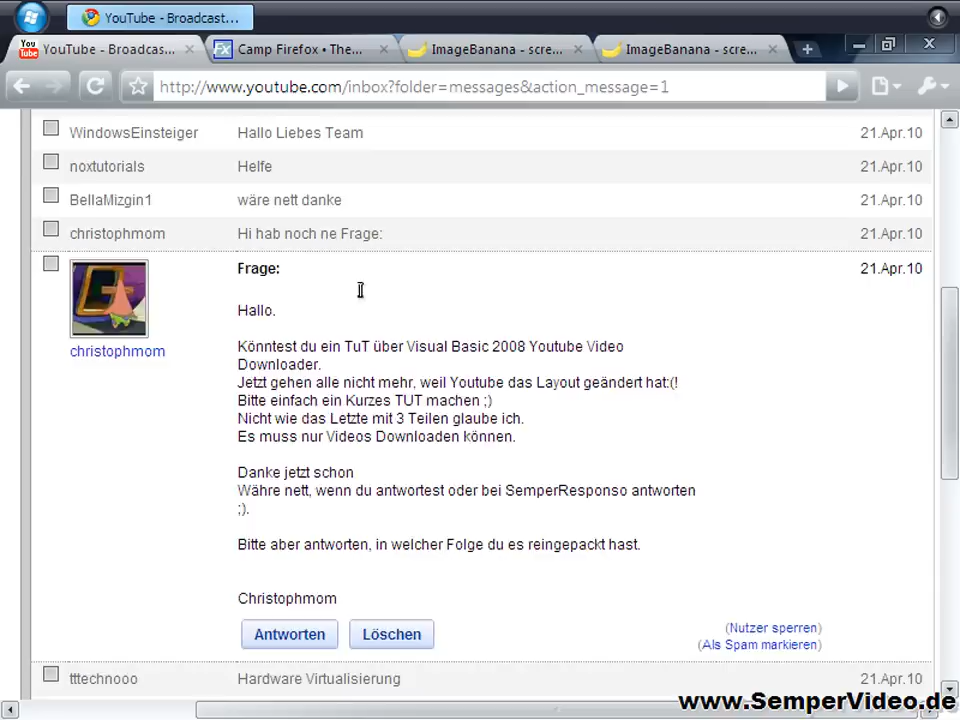 YouTube - Broadcast...
YouTube - Broadcas...
Camp Firefox • The...
ImageBanana - scre...
ImageBanana - scre...
http://www.youtube.com/inbox?folder=messages&action_message=1
WindowsEinsteiger Hallo Liebes Team 21.Apr.10
noxtutorials Helfe 21.Apr.10
BellaMizgin1 wäre nett danke 21.Apr.10
christophmom Hi hab noch ne Frage: 21.Apr.10
Frage: 21.Apr.10
Hallo.
christophmom
Könntest du ein TuT über Visual Basic 2008 Youtube Video
Downloader.
Jetzt gehen alle nicht mehr, weil Youtube das Layout geändert hat:(!
Bitte einfach ein Kurzes TUT machen ;)
Nicht wie das Letzte mit 3 Teilen glaube ich.
Es muss nur Videos Downloaden können.
Danke jetzt schon
Währe nett, wenn du antwortest oder bei SemperResponso antworten
;).
Bitte aber antworten, in welcher Folge du es reingepackt hast.
Christophmom
Antworten Löschen
(Nutzer sperren)
(Als Spam markieren)
tttechnooo Hardware Virtualisierung 21.Apr.10
www.SemperVideo.de